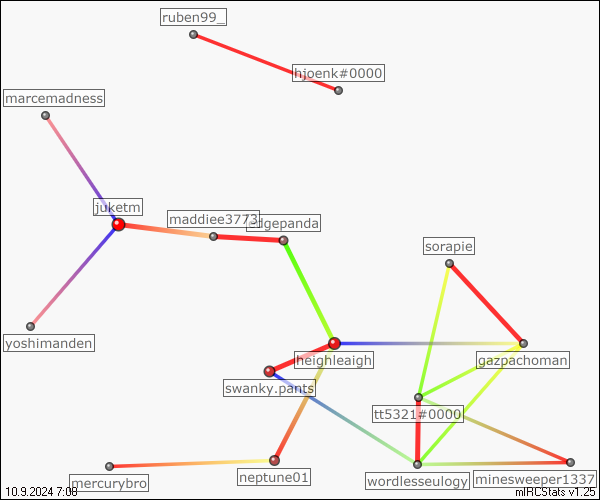 ruben99_
hjoenk#0000
marcemadness
juketm
maddiee3773
edgepanda
sorapie
yoshimanden
heighleaigh
gazpachoman
swanky.pants
tt5321#0000
mercurybro
neptune01
wordlesseulogy
minesweeper1337
10.9.2024 7:08
mIRCStats v1.25